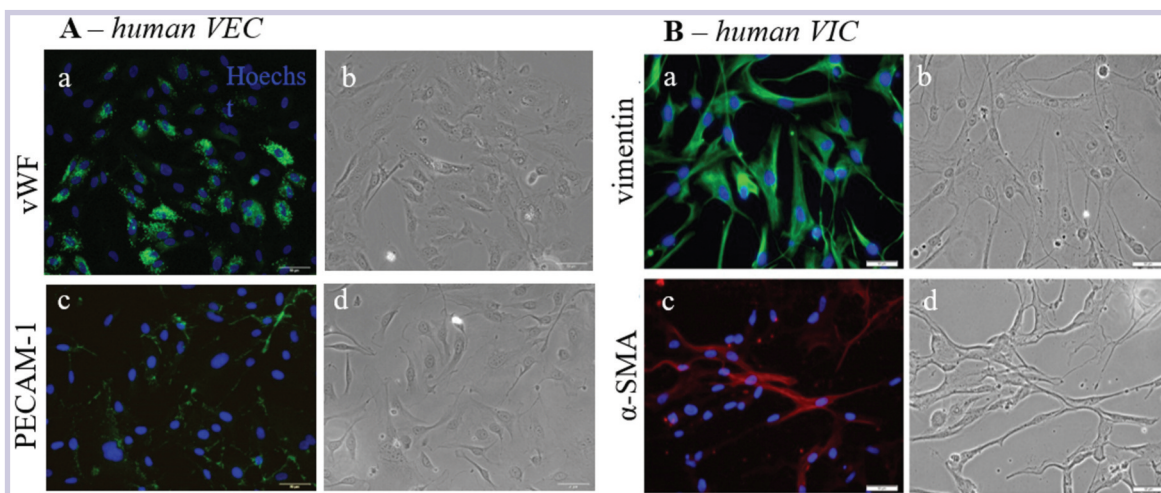 A – human VEC
a
Hoechs
t
b
vWF
c
d
PECAM-1
B – human VIC
a
b
vimentin
c
d
α-SMA